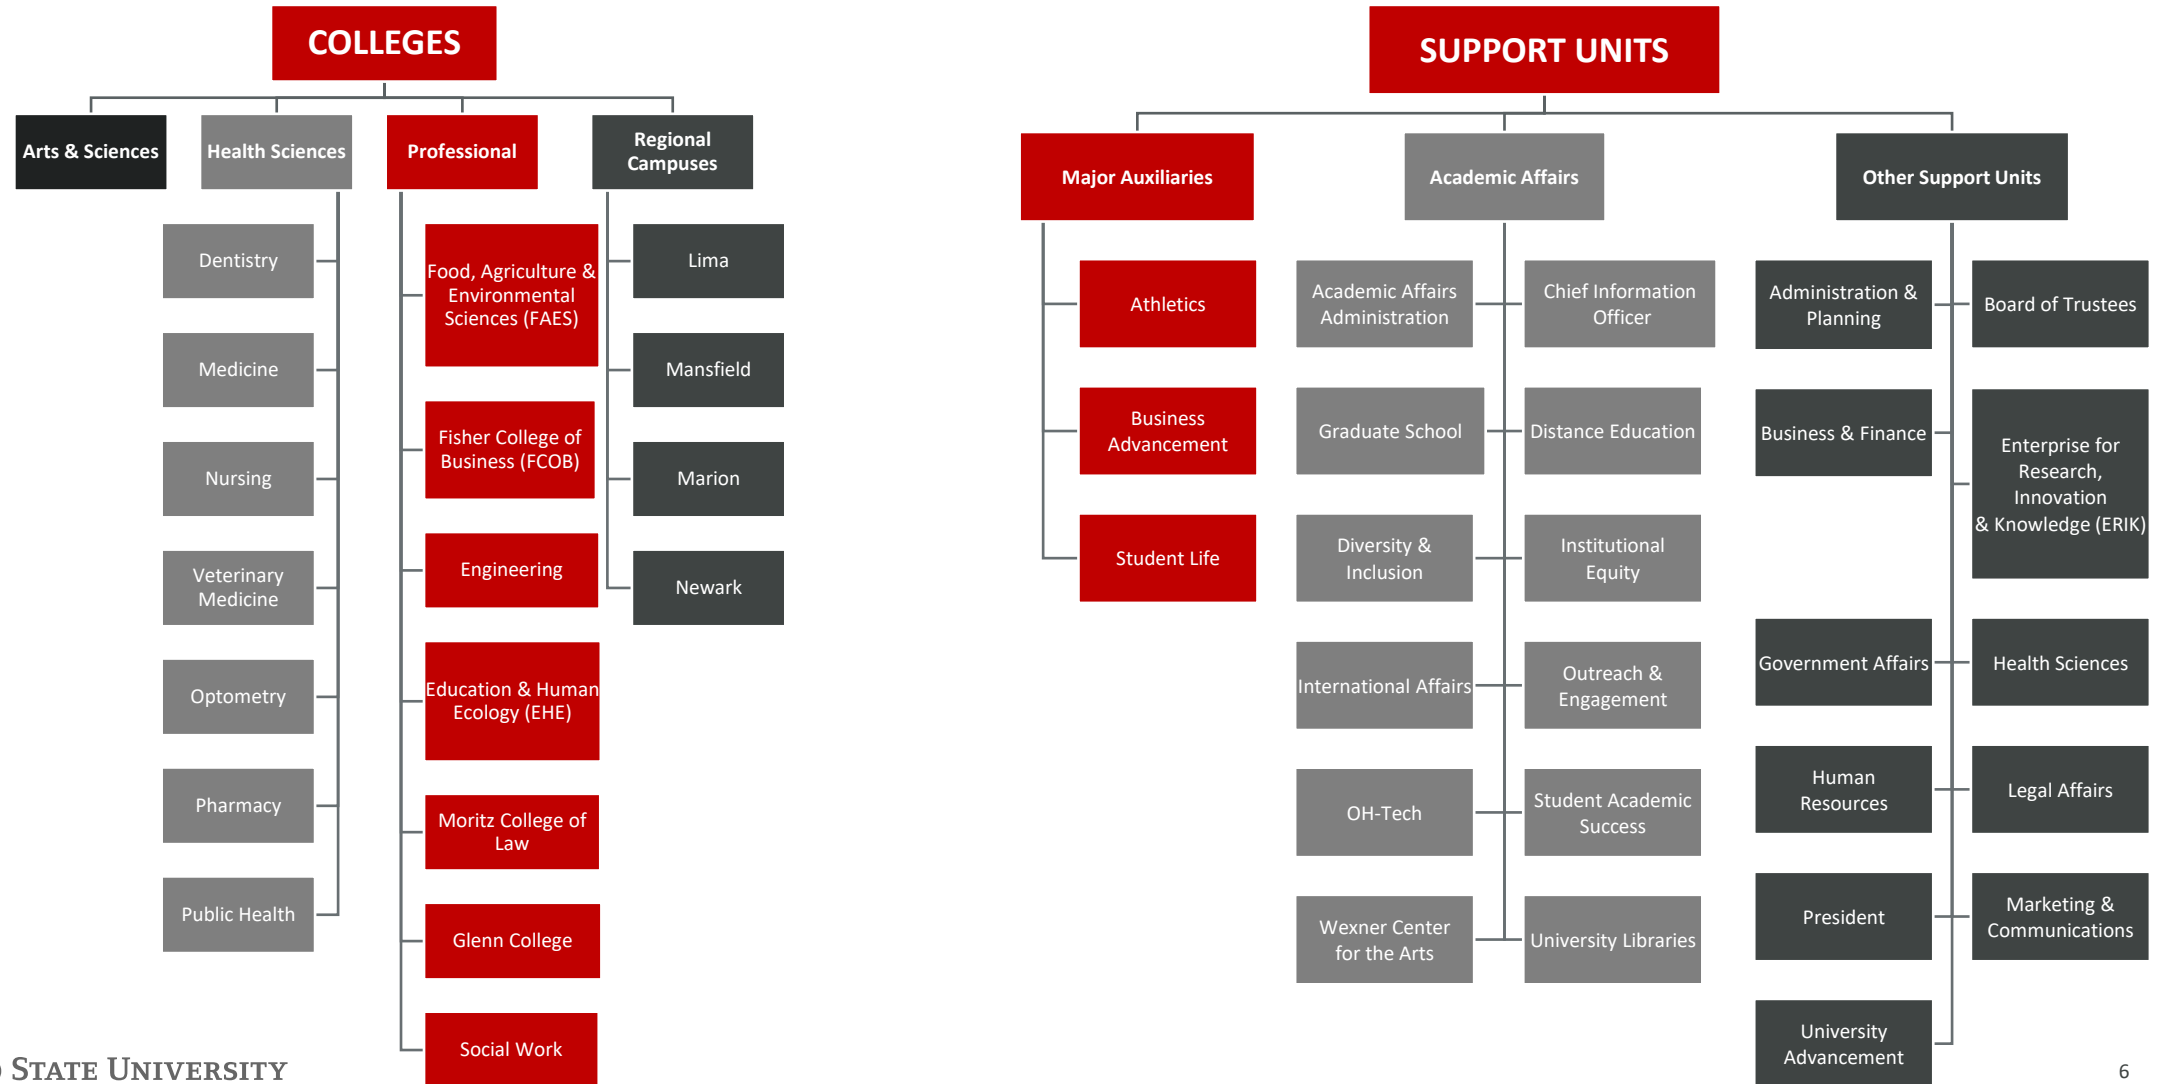 COLLEGES
Arts & Sciences
Health Sciences
Dentistry
Medicine
Nursing
Veterinary
Medicine
Optometry
Pharmacy
Public Health
Professional
Food, Agriculture &
Environmental
Sciences (FAES)
Fisher College of
Business (FCOB)
Engineering
Education & Human
Ecology (EHE)
Moritz College of
Law
Glenn College
Social Work
Regional
Campuses
Lima
Mansfield
Marion
Newark
SUPPORT UNITS
Major Auxiliaries
Athletics
Business
Advancement
Student Life
Academic Affairs
Academic Affairs
Administration
Chief Information
Officer
Graduate School
Distance Education
Diversity &
Inclusion
Institutional
Equity
International Affairs
Outreach &
Engagement
OH-Tech
Student Academic
Success
Wexner Center
for the Arts
University Libraries
Other Support Units
Administration &
Planning
Board of Trustees
Business & Finance
Enterprise for
Research,
Innovation
& Knowledge (ERIK)
Government Affairs
Health Sciences
Human
Resources
Legal Affairs
President
Marketing &
Communications
University
Advancement
STATE UNIVERSITY
6